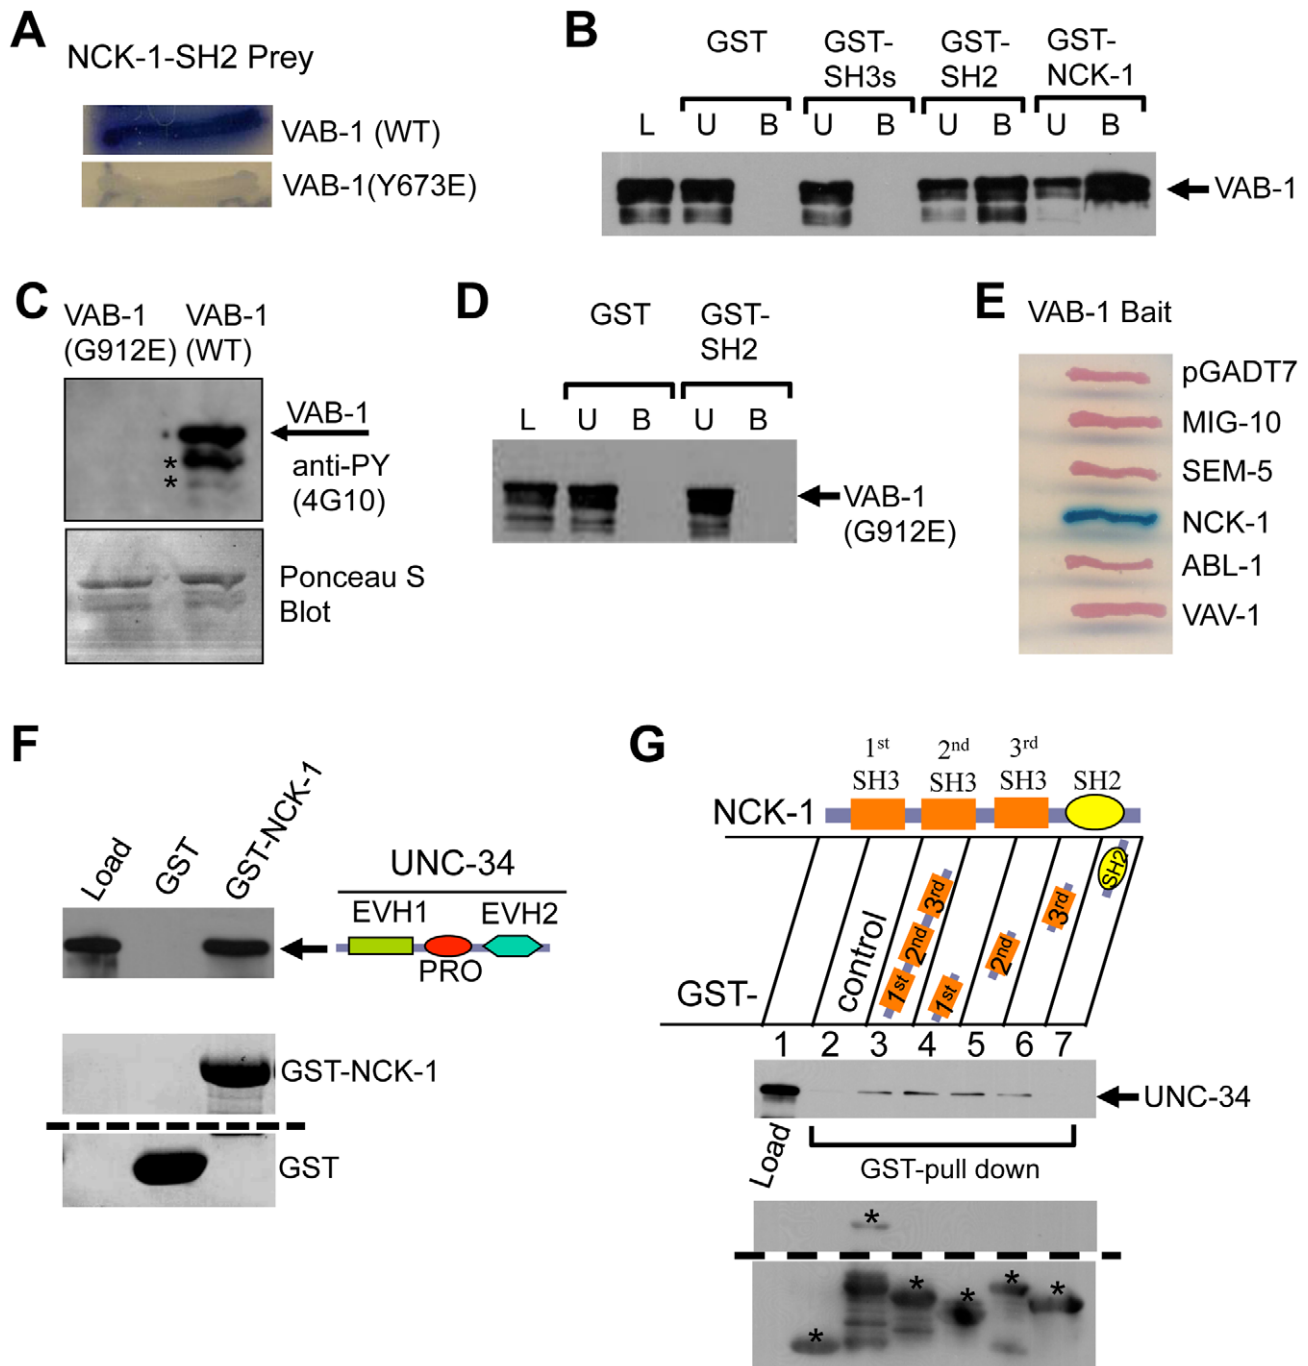 A
NCK-1-SH2 Prey
VAB-1 (WT)
VAB-1(Y673E)
B
GST
GST-
SH3s
GST-
SH2
GST-
NCK-1
L U B U B U B U B
VAB-1
C
VAB-1
(G912E)
VAB-1
(WT)
VAB-1
*
*
anti-PY
(4G10)
Ponceau S
Blot
D
GST
GST-
SH2
L U B U B
VAB-1
(G912E)
E
VAB-1 Bait
pGADT7
MIG-10
SEM-5
NCK-1
ABL-1
VAV-1
F
Load
GST
GST-NCK-1
UNC-34
EVH1
EVH2
PRO
GST-NCK-1
GST
G
1st
SH3
2nd
SH3
3rd
SH3
SH2
NCK-1
GST-
control
1st 2nd 3rd
1st
2nd
3rd
SH2
1 2 3 4 5 6 7
UNC-34
Load
GST-pull down
*
* * * * *